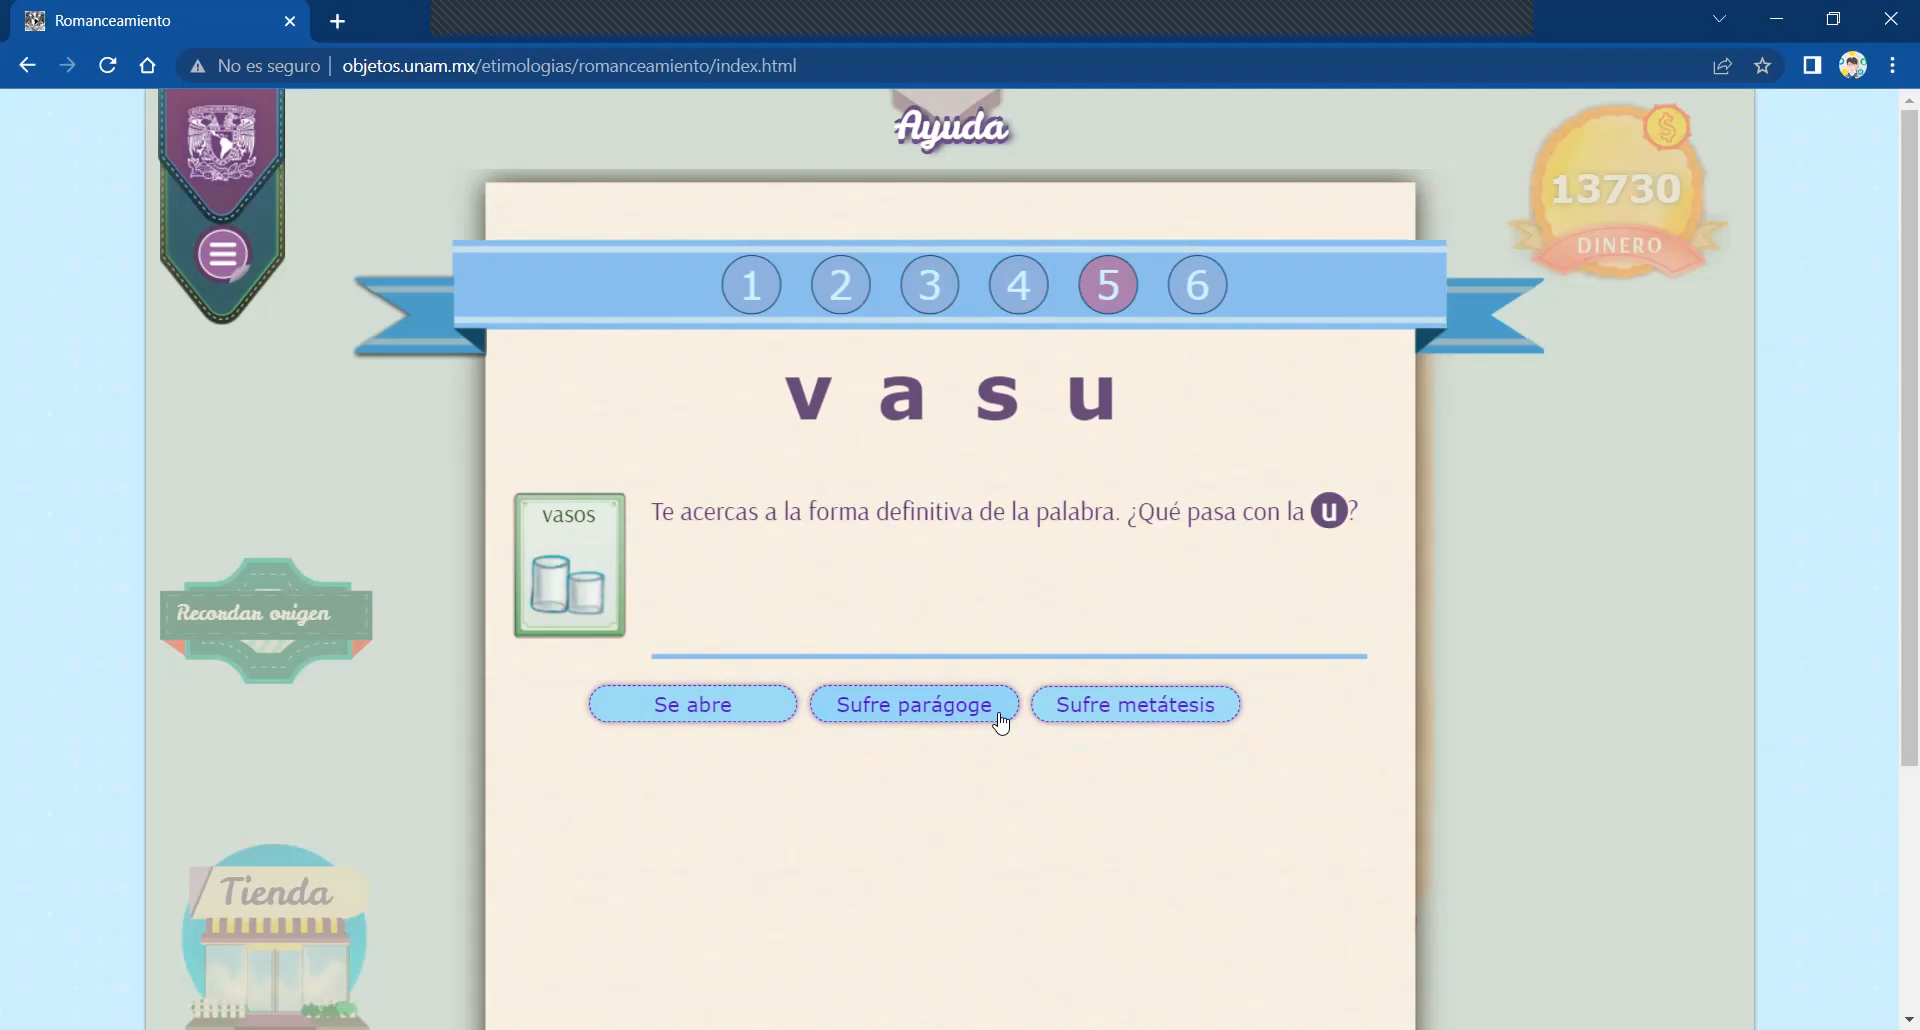 Romanceamiento
No es seguro | objetos.unam.mx/etimologias/romanceamiento/index.html
Ayuda
13730
DINERO
1 2 3 4 5 6
v a s u
vasos
Te acercas a la forma definitiva de la palabra. ¿Qué pasa con la u?
Recordar origen
Se abre
Sufre parágoge
Sufre metátesis
Tienda